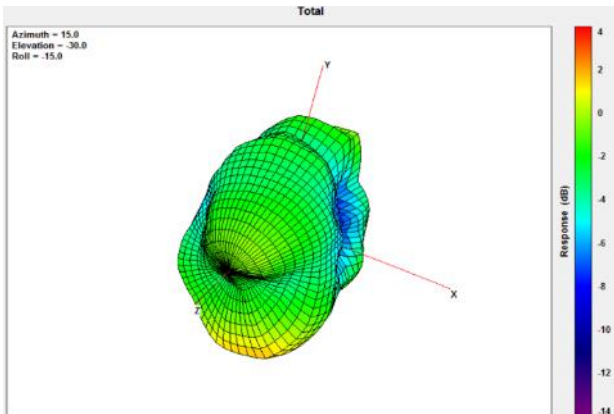 Total
Azimuth = 15.0
Elevation = -30.0
Roll = -15.0
Y
X
Z
4
2
0
-2
-4
-6
-8
-10
-12
-14
Response (dB)